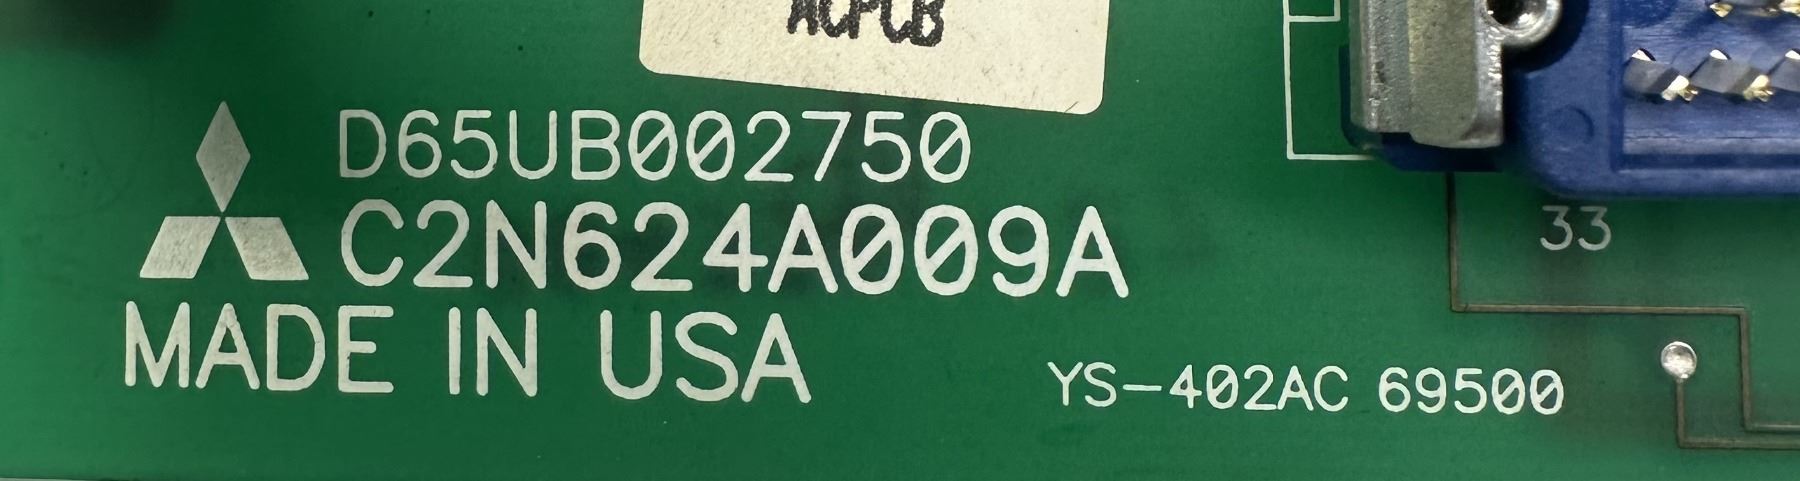 ACPCB
D65UB002750
C2N624A009A
MADE IN USA
33
YS-402AC 69500